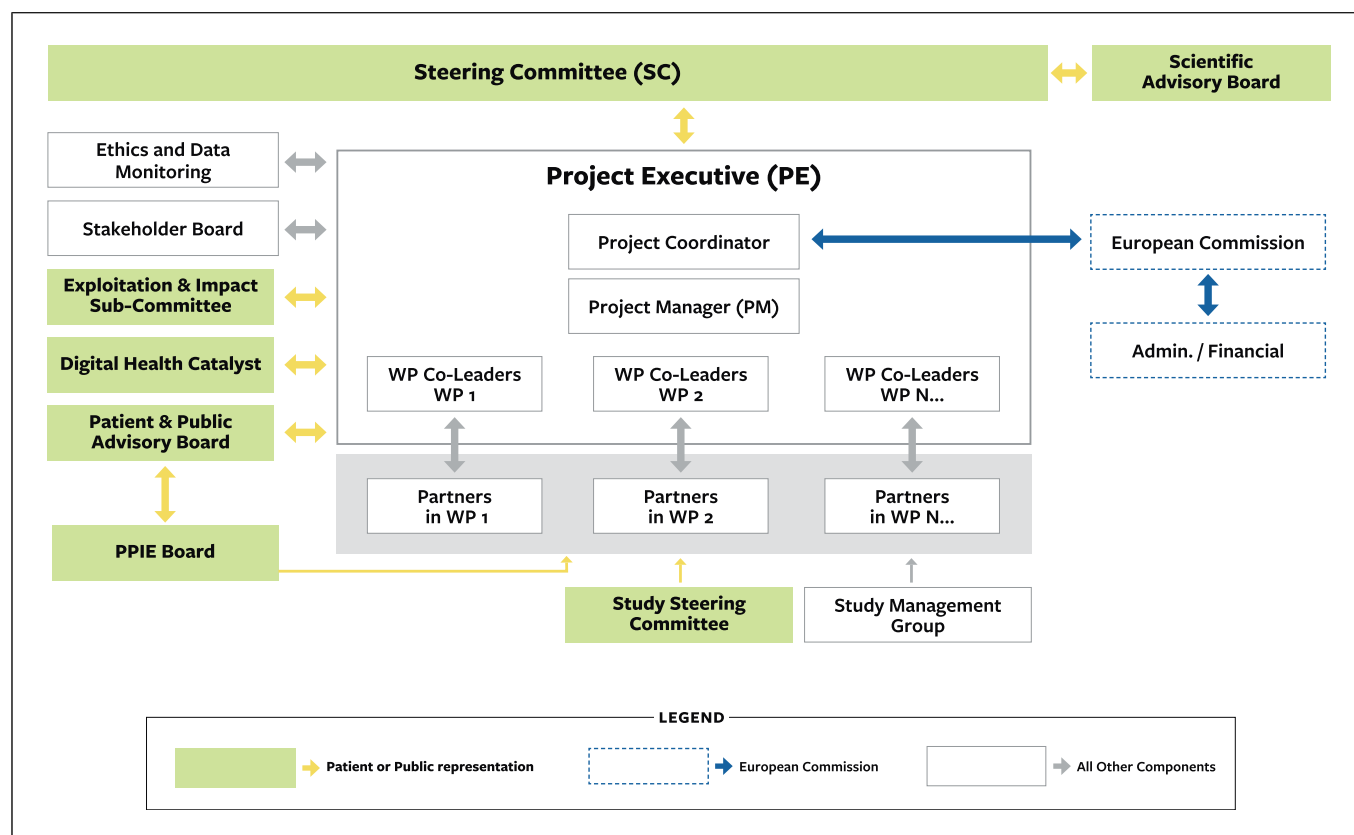 Steering Committee (SC)
Scientific
Advisory Board
Ethics and Data
Monitoring
Project Executive (PE)
Stakeholder Board
Project Coordinator
European Commission
Exploitation & Impact
Sub-Committee
Project Manager (PM)
Digital Health Catalyst
Admin. / Financial
WP Co-Leaders
WP 1
WP Co-Leaders
WP 2
WP Co-Leaders
WP N...
Patient & Public
Advisory Board
Partners
in WP 1
Partners
in WP 2
Partners
in WP N...
PPIE Board
Study Steering
Committee
Study Management
Group
LEGEND
Patient or Public representation
European Commission
All Other Components